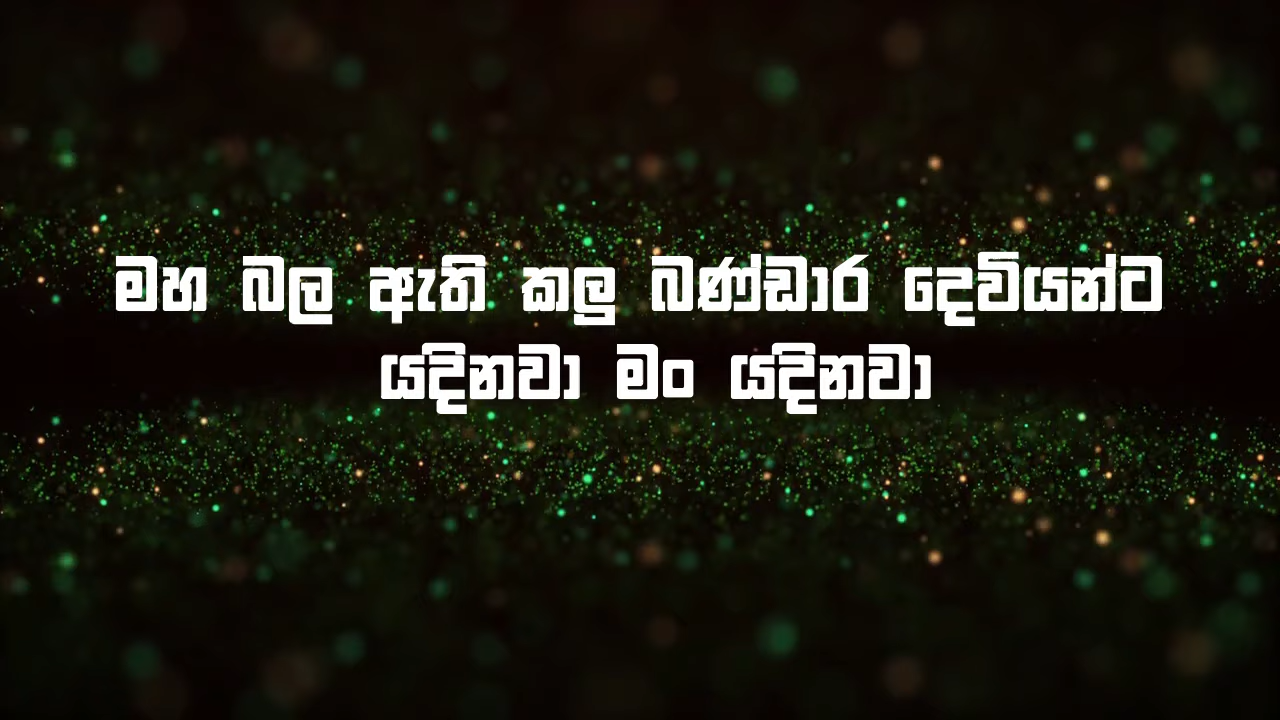 මහ බල ඇති කලු බණ්ඩාර දෙවියන්ට
යදිනවා මං යදිනවා